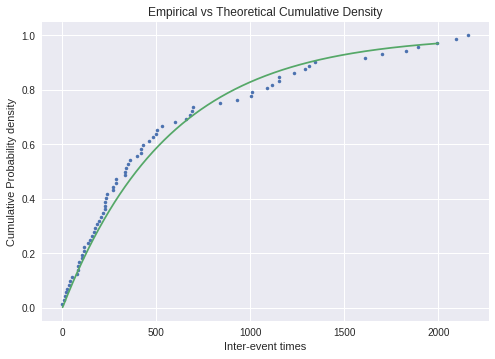 Empirical vs Theoretical Cumulative Density
1.0
0.8
0.6
0.4
0.2
0.0
Cumulative Probability density
0 500 1000 1500 2000
Inter-event times